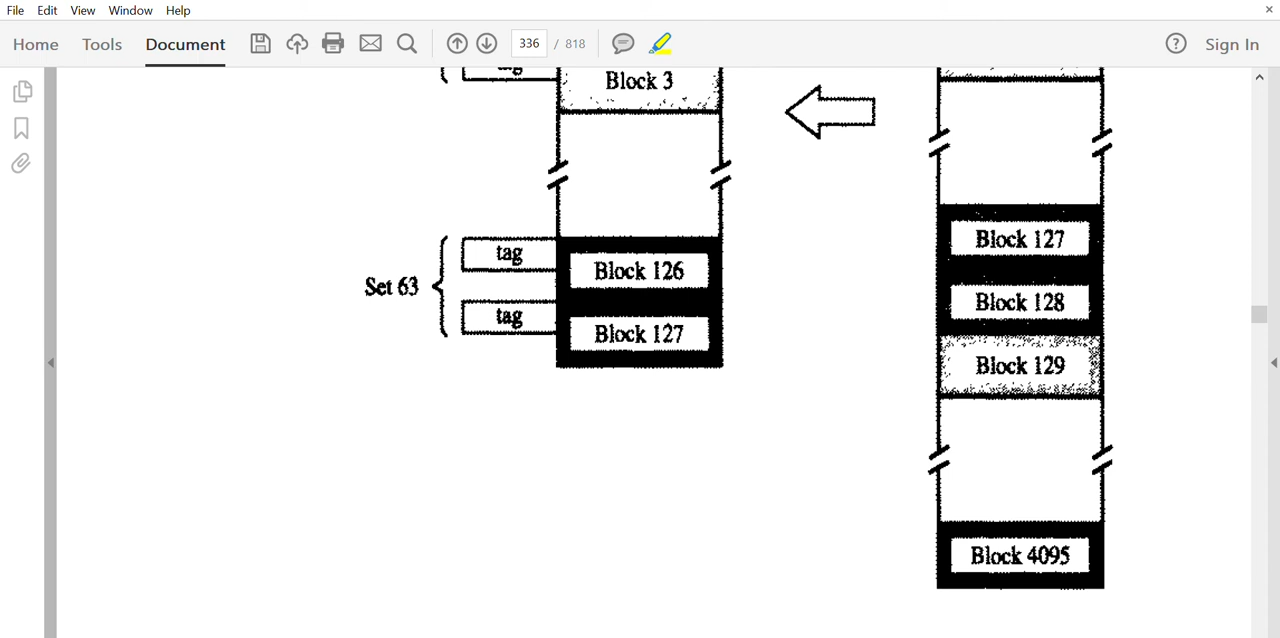 File Edit View Window Help
Home Tools Document 336 / 818 Sign In
Block 3
Block 127
tag
Block 126
Set 63
Block 128
tag
Block 127
Block 129
Block 4095